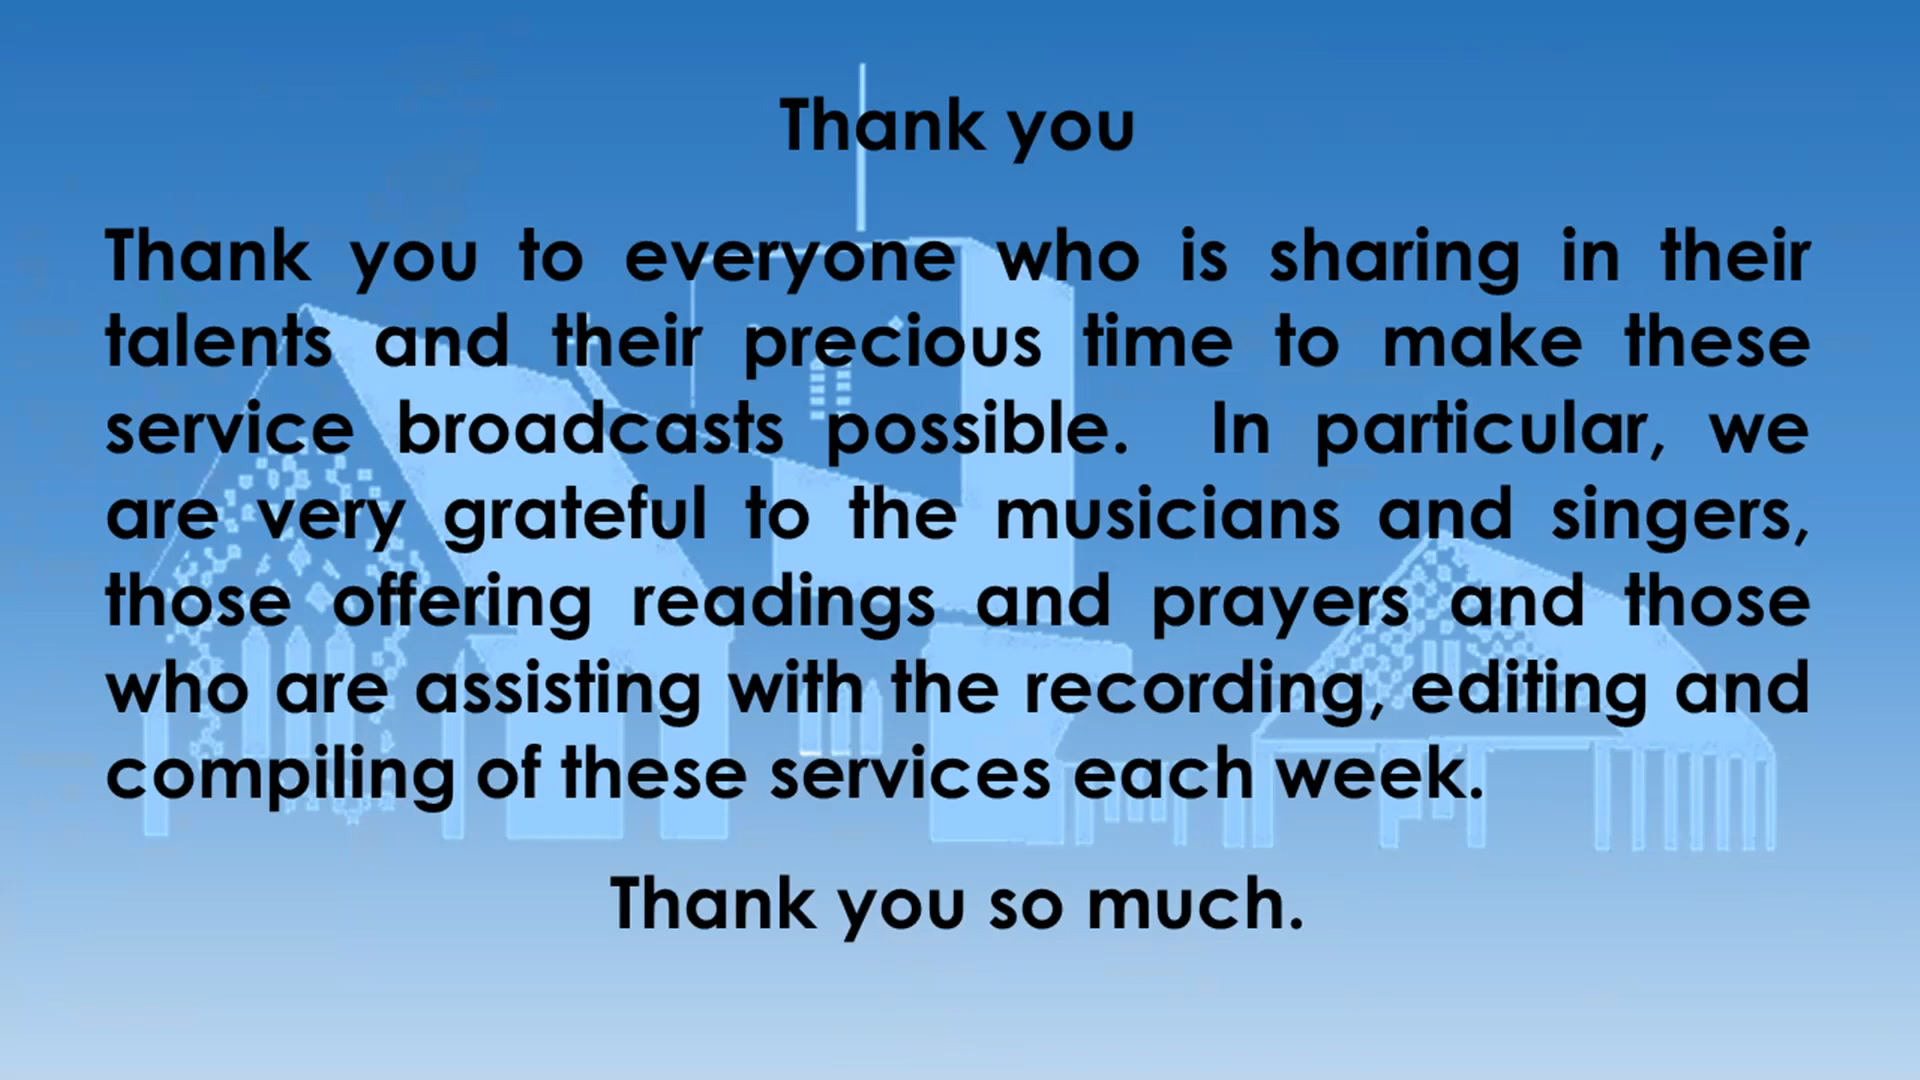 Thank you
Thank you to everyone who is sharing in their
talents and their precious time to make these
service broadcasts possible.  In particular, we
are very grateful to the musicians and singers,
those offering readings and prayers and those
who are assisting with the recording, editing and
compiling of these services each week.
Thank you so much.